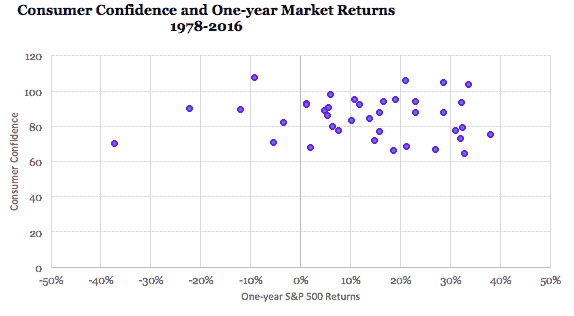 Consumer Confidence and One-year Market Returns
1978-2016
120
100
80
60
40
20
0
Consumer Confidence
-50% -40% -30% -20% -10% 0% 10% 20% 30% 40% 50%
One-year S&P 500 Returns